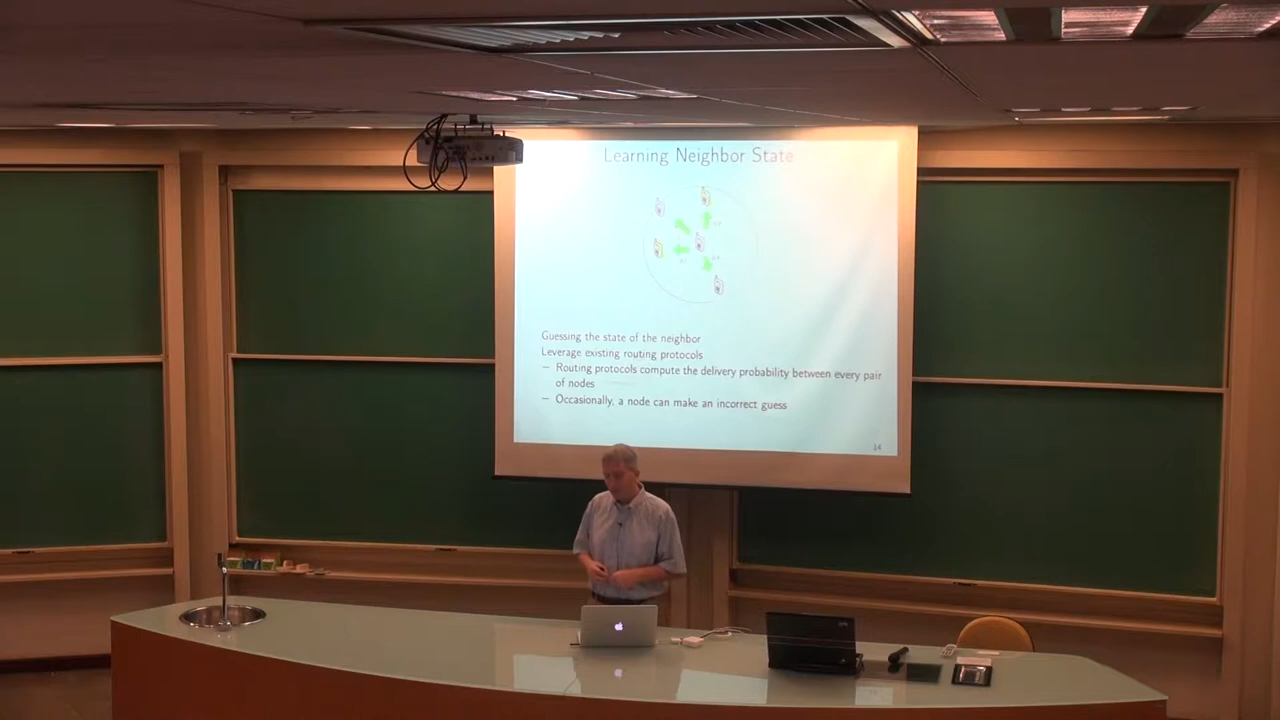 Learning Neighbor State
Guessing the state of the neighbor
Leverage existing routing protocols
– Routing protocols compute the delivery probability between every pair
of nodes
– Occasionally, a node can make an incorrect guess
14